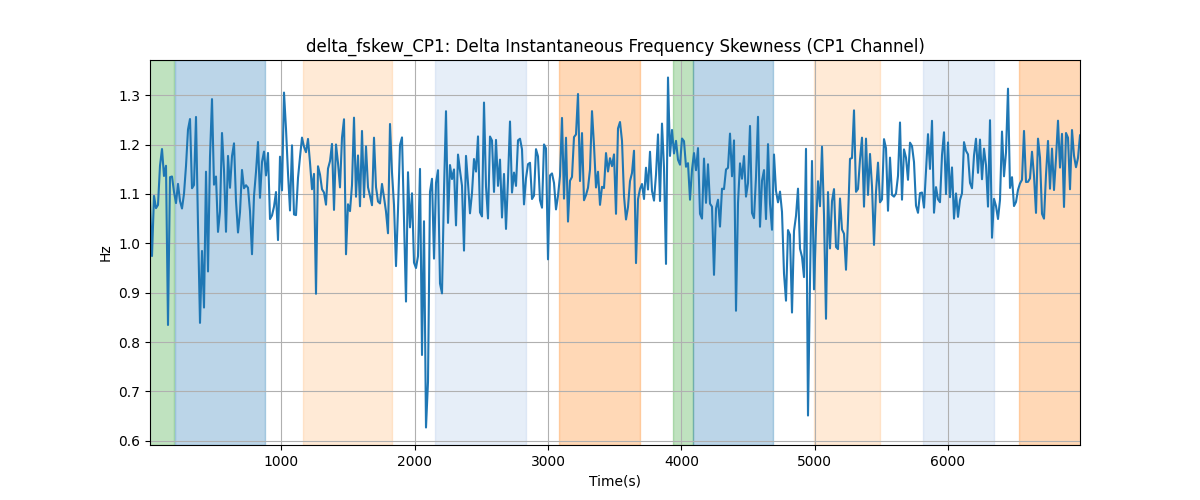 delta_fskew_CP1: Delta Instantaneous Frequency Skewness (CP1 Channel)
1.3
1.2
1.1
1.0
0.9
0.8
0.7
0.6
Hz
1000 2000 3000 4000 5000 6000
Time(s)